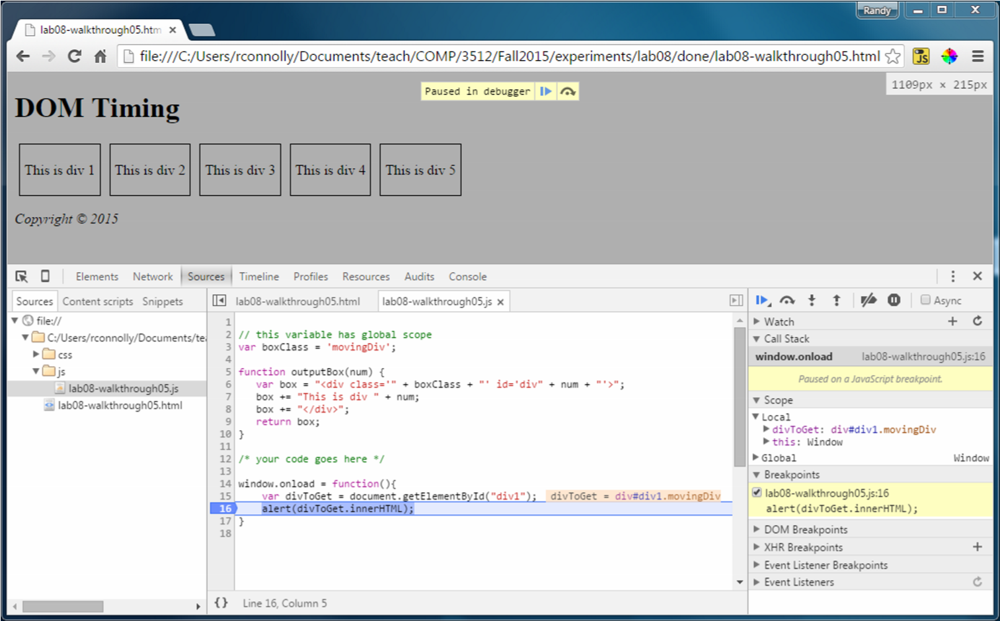 Randy
lab08-walkthrough05.htm
file:///C:/Users/rconnolly/Documents/teach/COMP/3512/Fall2015/experiments/lab08/done/lab08-walkthrough05.html
JS
Paused in debugger
1109px × 215px
DOM Timing
This is div 1
This is div 2
This is div 3
This is div 4
This is div 5
Copyright © 2015
Elements Network Sources Timeline Profiles Resources Audits Console
Sources Content scripts Snippets
file://
C:/Users/rconnolly/Documents/te
css
js
lab08-walkthrough05.js
lab08-walkthrough05.html
lab08-walkthrough05.html lab08-walkthrough05.js
1
2 // this variable has global scope
3 var boxClass = 'movingDiv';
4
5 function outputBox(num) {
6 var box = "<div class='" + boxClass + "' id='div" + num + "'>";
7 box += "This is div " + num;
8 box += "</div>";
9 return box;
10 }
11
12 /* your code goes here */
13
14 window.onload = function(){
15 var divToGet = document.getElementById("div1"); divToGet = div#div1.movingDiv
16 alert(divToGet.innerHTML);
17 }
18
{} Line 16, Column 5
Async
Watch
Call Stack
window.onload lab08-walkthrough05.js:16
Paused on a JavaScript breakpoint.
Scope
Local
divToGet: div#div1.movingDiv
this: Window
Global Window
Breakpoints
lab08-walkthrough05.js:16
alert(divToGet.innerHTML);
DOM Breakpoints
XHR Breakpoints
Event Listener Breakpoints
Event Listeners